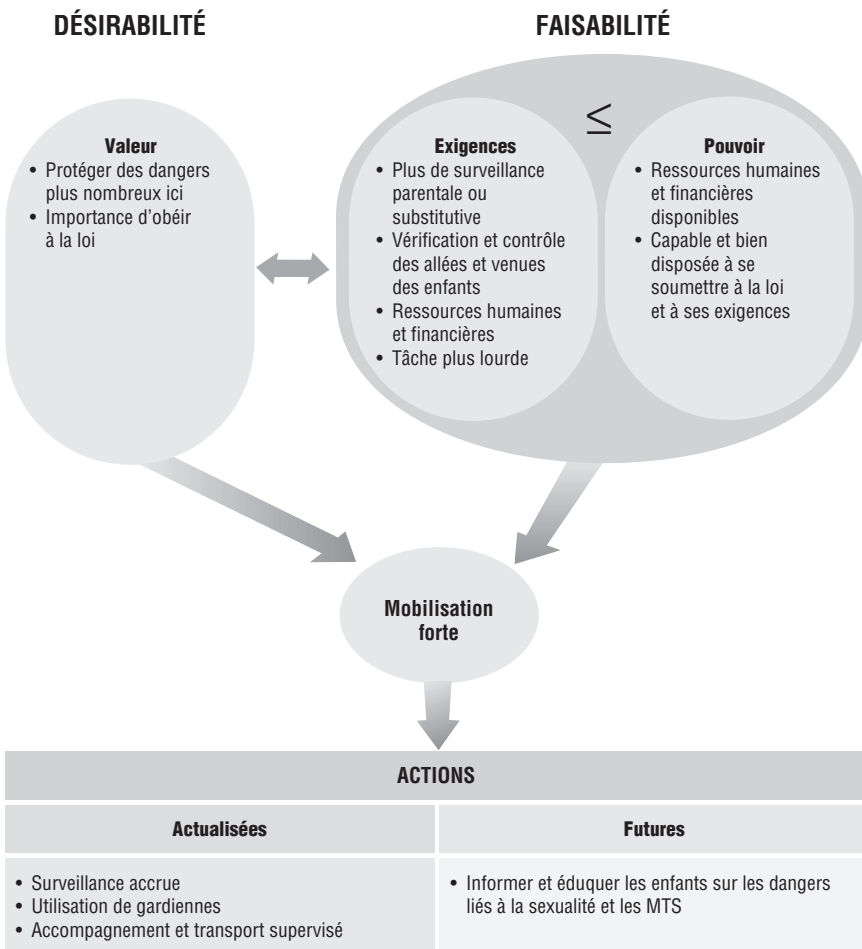 DÉSIRABILITÉ
FAISABILITÉ
Valeur
• Protéger des dangers
plus nombreux ici
• Importance d'obéir
à la loi
≤
Exigences
• Plus de surveillance
parentale ou
substitutive
• Vérification et contrôle
des allées et venues
des enfants
• Ressources humaines
et financières
• Tâche plus lourde
Pouvoir
• Ressources humaines
et financières
disponibles
• Capable et bien
disposée à se
soumettre à la loi
et à ses exigences
Mobilisation
forte
ACTIONS
Actualisées
• Surveillance accrue
• Utilisation de gardiennes
• Accompagnement et transport supervisé
Futures
• Informer et éduquer les enfants sur les dangers
liés à la sexualité et les MTS